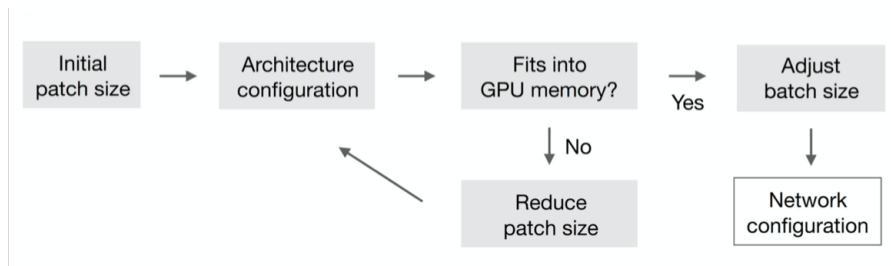 Initial
patch size
Architecture
configuration
Fits into
GPU memory?
Yes
Adjust
batch size
No
Reduce
patch size
Network
configuration